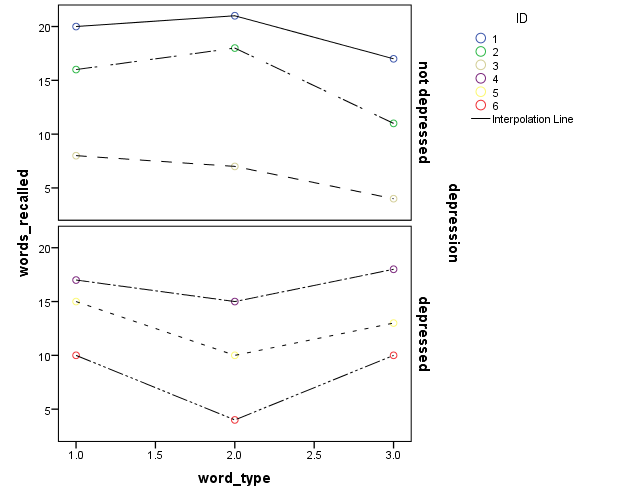 ID
1
2
3
4
5
6
Interpolation Line
words_recalled
20
15
10
5
not depressed
20
15
10
5
depressed
depression
1.0 1.5 2.0 2.5 3.0
word_type